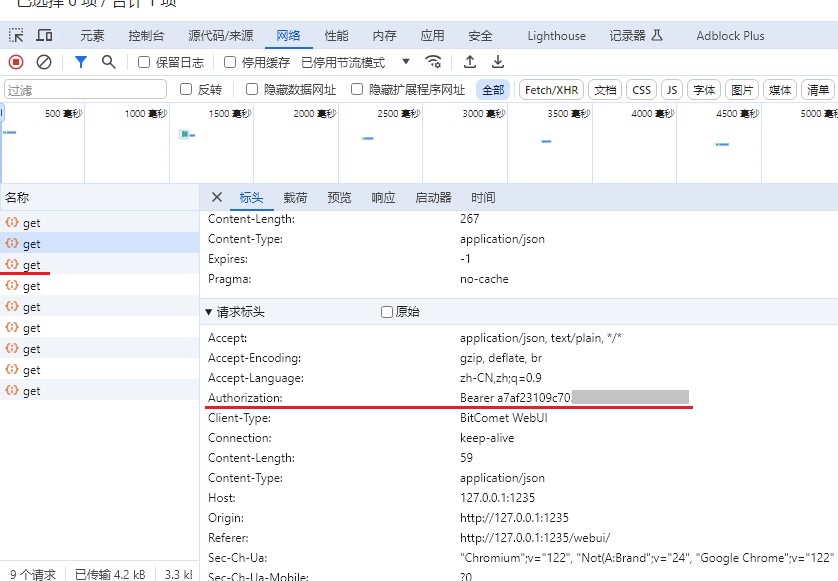 已选择 0 项 / 合计 1 项
元素 控制台 源代码/来源 网络 性能 内存 应用 安全 Lighthouse 记录器 Adblock Plus
保留日志 停用缓存 已停用节流模式
过滤 反转 隐藏数据网址 隐藏扩展程序网址 全部 Fetch/XHR 文档 CSS JS 字体 图片 媒体 清单
500 毫秒 1000 毫秒 1500 毫秒 2000 毫秒 2500 毫秒 3000 毫秒 3500 毫秒 4000 毫秒 4500 毫秒 5000 毫秒
名称 标头 载荷 预览 响应 启动器 时间
get
get
get
get
get
get
get
get
get
Content-Length: 267
Content-Type: application/json
Expires: -1
Pragma: no-cache
请求标头 原始
Accept: application/json, text/plain, */*
Accept-Encoding: gzip, deflate, br
Accept-Language: zh-CN,zh;q=0.9
Authorization: Bearer a7af23109c70
Client-Type: BitComet WebUI
Connection: keep-alive
Content-Length: 59
Content-Type: application/json
Host: 127.0.0.1:1235
Origin: http://127.0.0.1:1235
Referer: http://127.0.0.1:1235/webui/
Sec-Ch-Ua: "Chromium";v="122", "Not(A:Brand";v="24", "Google Chrome";v="122"
Sec-Ch-Ua-Mobile: ?0
9 个请求 已传输 4.2 kB 3.3 kB